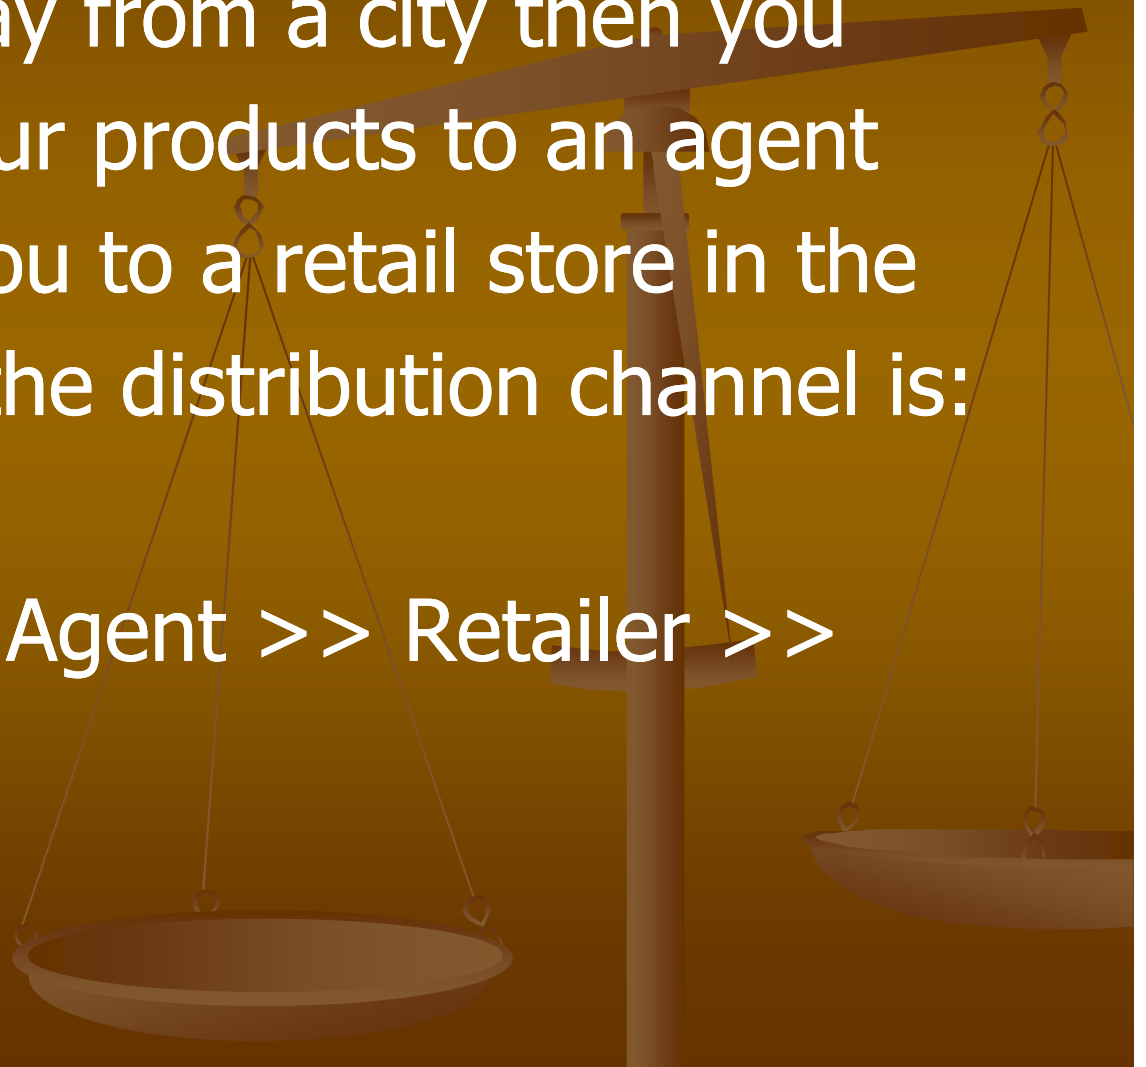 ay from a city then you
ur products to an agent
ou to a retail store in the
the distribution channel is:
Agent >> Retailer >>